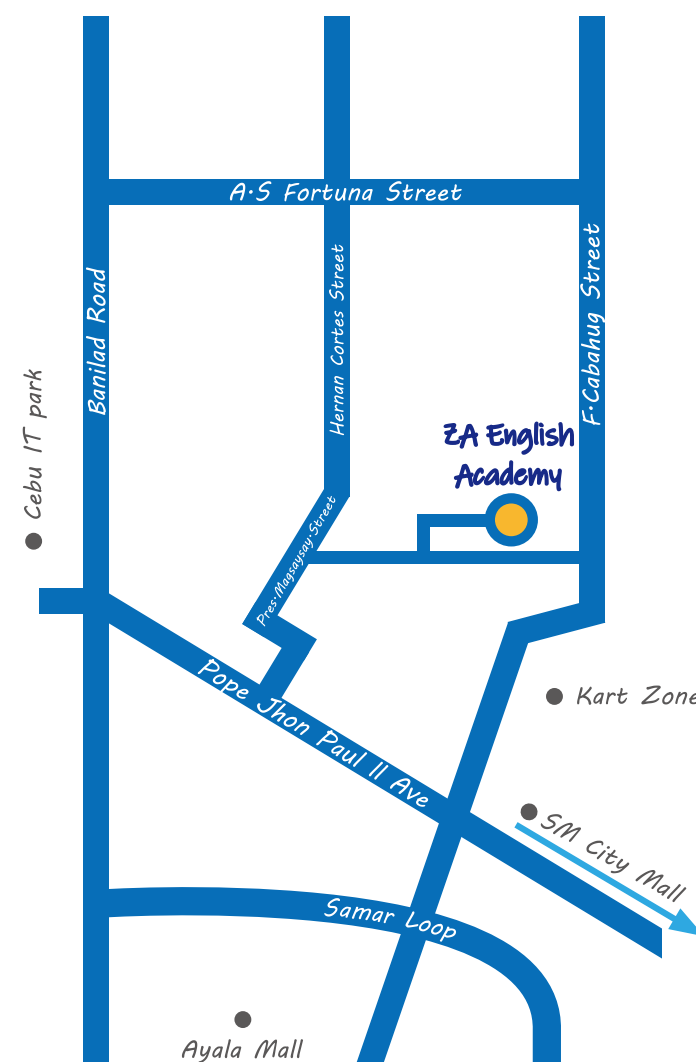 A·S Fortuna Street
Banilad Road
Hernan Cortes Street
F·Cabahug Street
Cebu IT park
ZA English
Academy
Pres·Magsaysay·Street
Pope Jhon Paul II Ave
Kart Zone
SM City Mall
Samar Loop
Ayala Mall